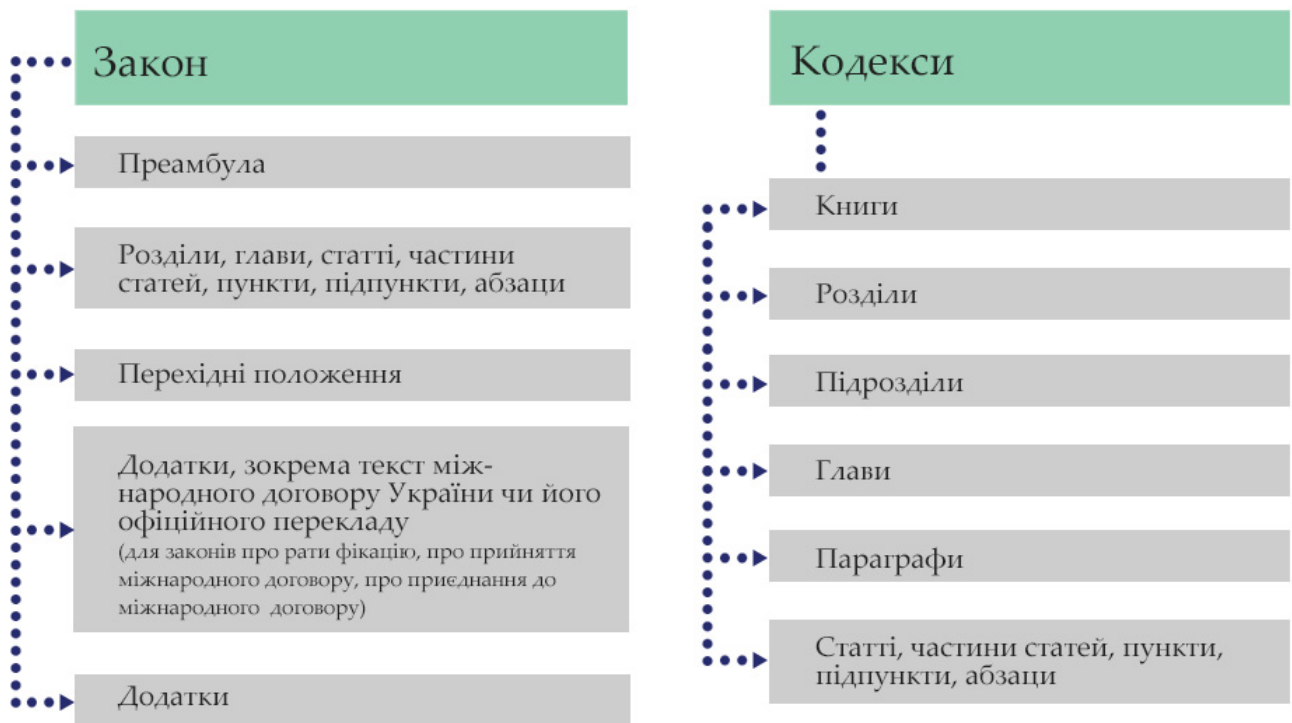 Закон
Преамбула
Розділи, глави, статті, частини
статей, пункти, підпункти, абзаци
Перехідні положення
Додатки, зокрема текст між-
народного договору України чи його
офіційного перекладу
(для законів про рати фікацію, про прийняття
міжнародного договору, про приєднання до
міжнародного договору)
Додатки
Кодекси
Книги
Розділи
Підрозділи
Глави
Параграфи
Статті, частини статей, пункти,
підпункти, абзаци